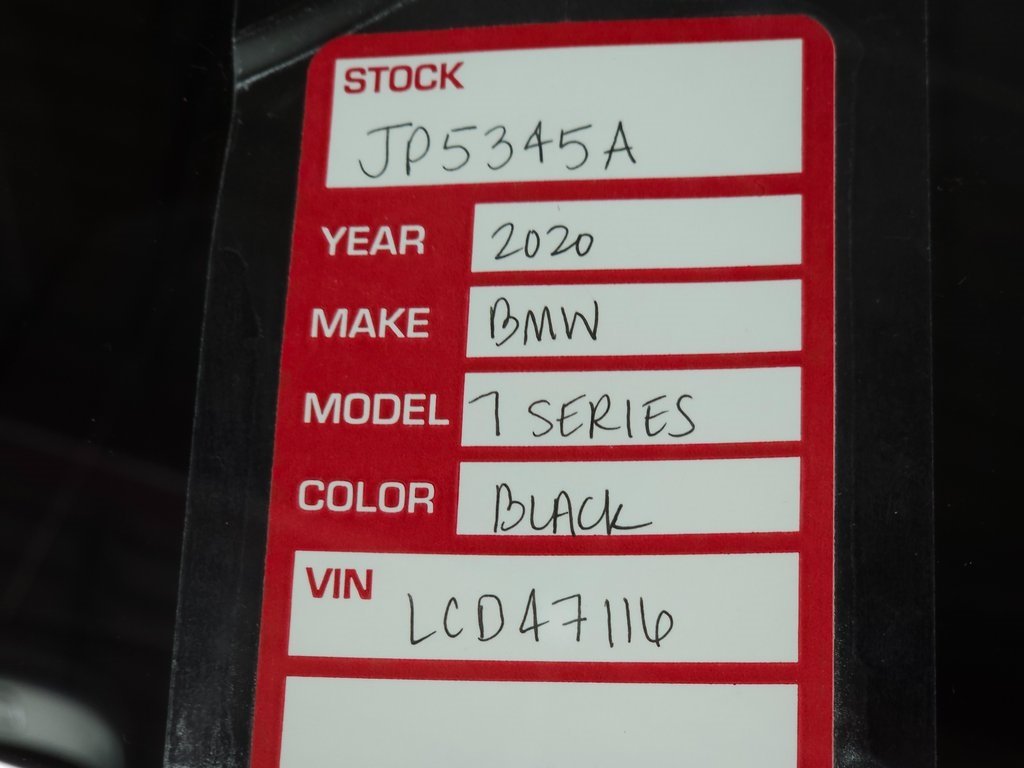 STOCK
JP5345A
YEAR 2020
MAKE BMW
MODEL 7 SERIES
COLOR BLACK
VIN LCD47116